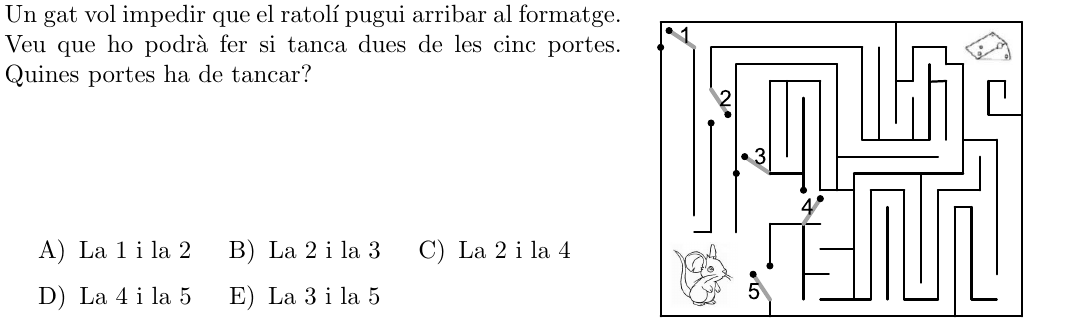 Un gat vol impedir que el ratolí pugui arribar al formatge.
Veu que ho podrà fer si tanca dues de les cinc portes.
Quines portes ha de tancar?
A) La 1 i la 2 B) La 2 i la 3 C) La 2 i la 4
D) La 4 i la 5 E) La 3 i la 5
1
2
3
4
5